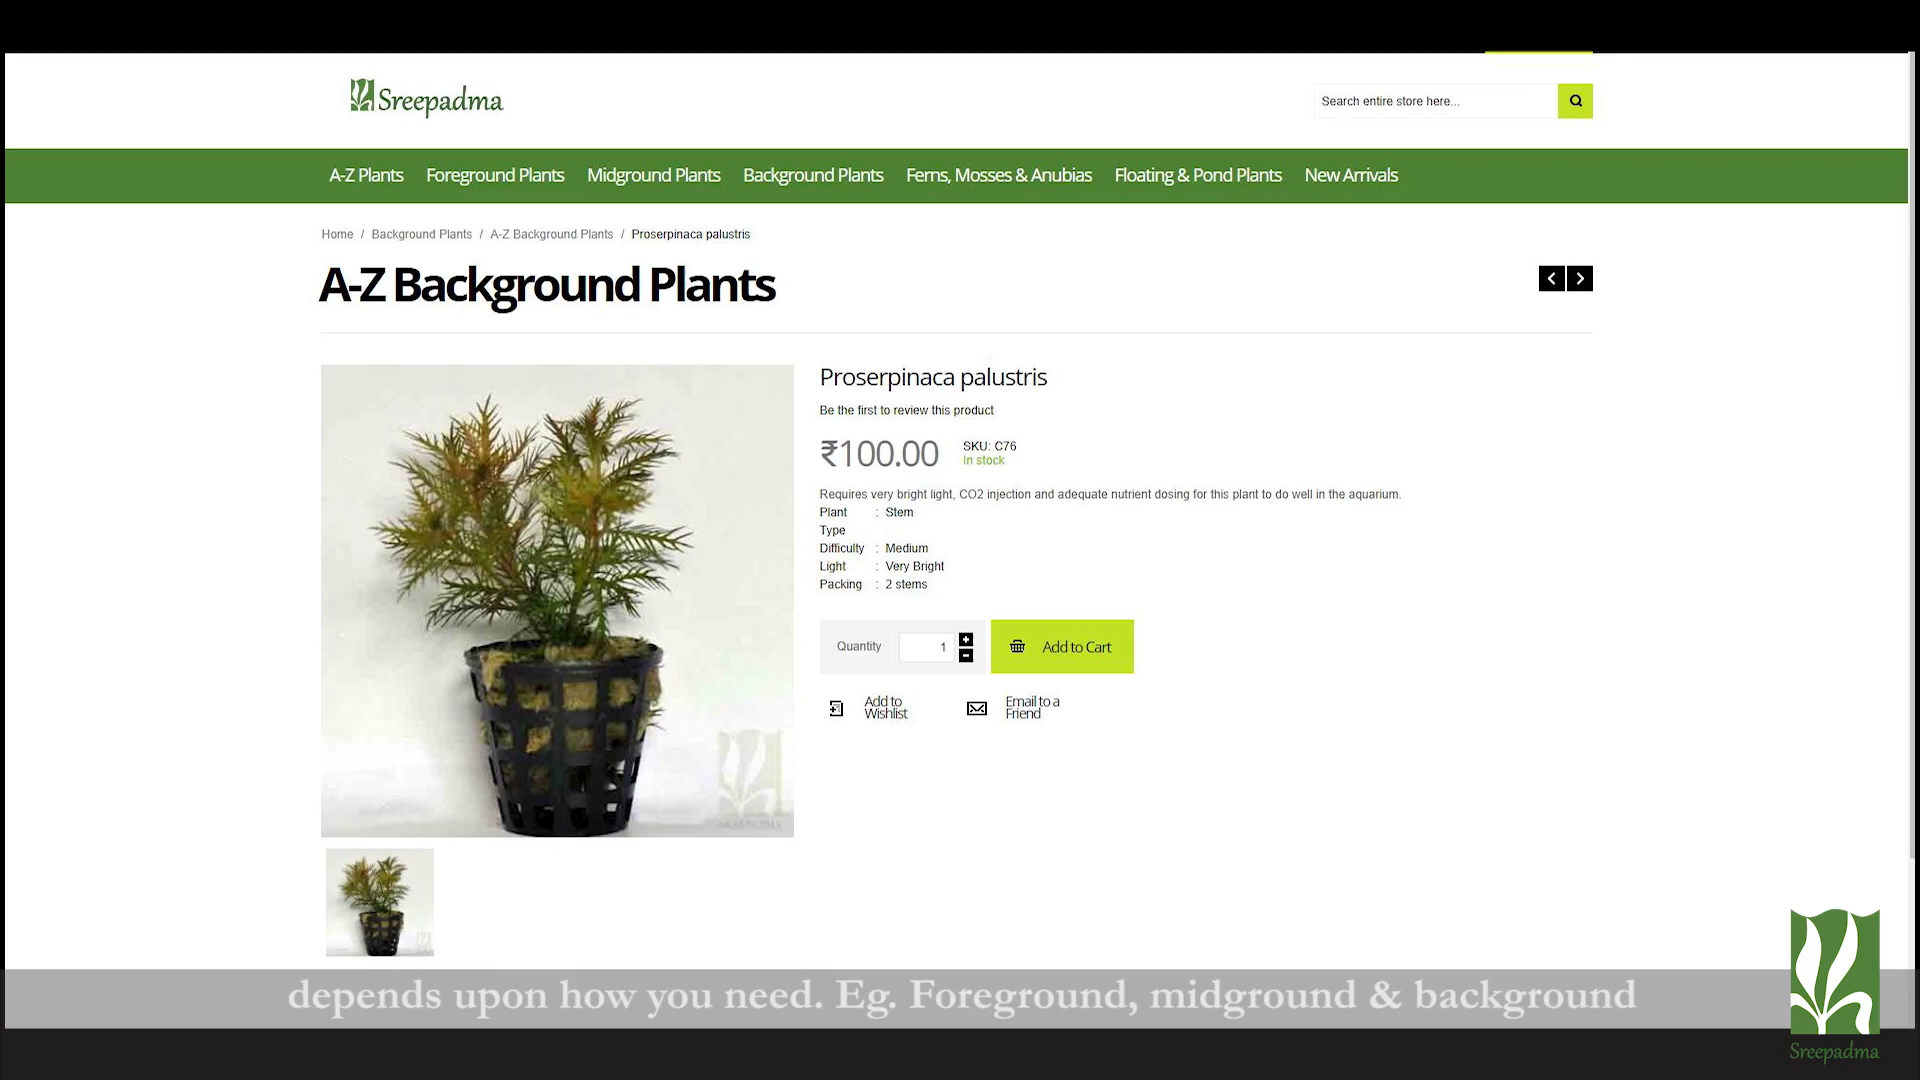 Sreepadma
Search entire store here...
A-Z Plants Foreground Plants Midground Plants Background Plants Ferns, Mosses & Anubias Floating & Pond Plants New Arrivals
Home / Background Plants / A-Z Background Plants / Proserpinaca palustris
A-Z Background Plants
Proserpinaca palustris
Be the first to review this product
₹100.00 SKU: C76
In stock
Requires very bright light, CO2 injection and adequate nutrient dosing for this plant to do well in the aquarium.
Plant : Stem
Type
Difficulty : Medium
Light : Very Bright
Packing : 2 stems
Quantity 1 + - Add to Cart
Add to
Wishlist
Email to a
Friend
depends upon how you need. Eg. Foreground, midground & background
Sreepadma